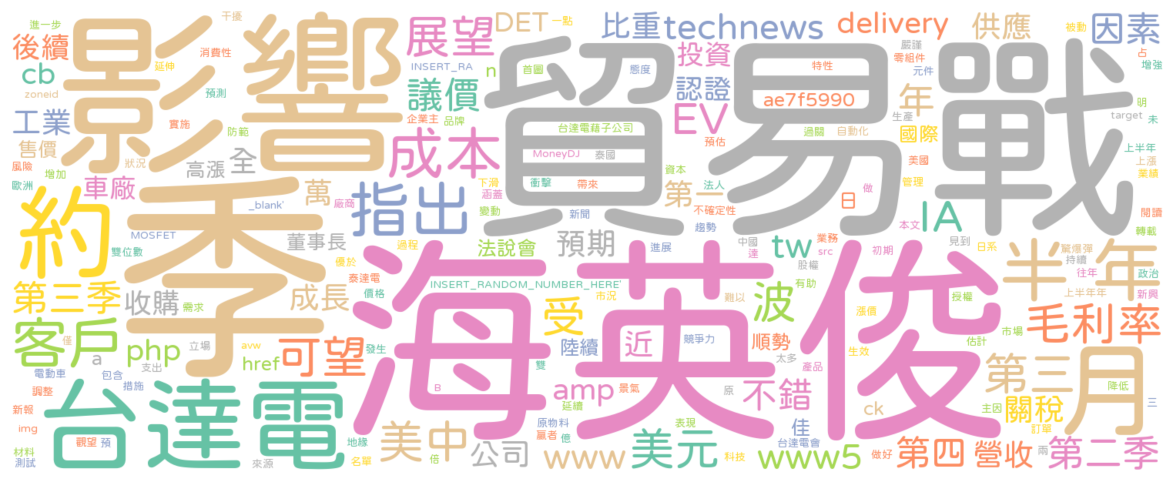 影響
貿易戰
海英俊
季
台達電
約
指出
成本
展望
議價
technews
delivery
供應
因素
比重
DET
一點
被動
干擾
進一步
後續
消費性
延伸
cb
zoneid
預測
INSERT_RA
n
首圖
態度
投資
認證
特性
嚴謹
零組件
元件
占
增強
ae7f5990
EV
年
生產
明
未
target
工業
實施
防範
企業主
品牌
台達電藉子公司
過關
自動化
國際
售價
狀況
MoneyDJ
泰國
預估
美國
上半年
上漲
業績
風險
歐洲
增加
高漲
全
車廠
萬
廠商
下滑
涵蓋
衝擊
帶來
資本
第一
法人
不確定性
日
做
管理
閱讀
轉載
_blank'
MOSFET
雙位數
董事長
變動
新聞
趨勢
本文
IA
法說會
預期
進展
中國
連
tw
業務
src
初期
見到
日系
半年
駕爆彈
持續
往年
政治
新興
過程
優於
泰達電
股權
第三季
收購
需求
成長
價格
INSERT_RANDOM_NUMBER_HERE'
市況
難以
波
有助
漲價
授權
上半年年
客戶
僅
立場
發生
受
生效
市場
估計
毛利率
php
a
支出
avw
可望
雙
陸續
近
競爭力
太多
順勢
產品
href
電動車
包含
措施
調整
B
amp
景氣
原
不錯
第三
月
降低
三
新報
img
觀望
預
地緣
美中
延續
原物料
贏者
表現
佳
ck
主因
訂單
關稅
材料
測試
來源
名單
倍
公司
www
億
美元
科技
台達電會
www5
做好
第四
營收
兩
第二季